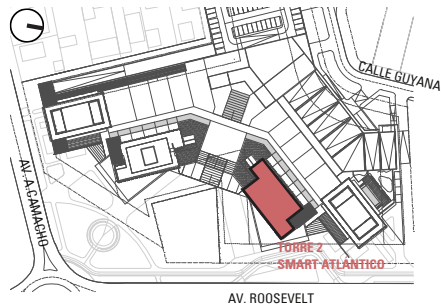 CALLE GUYANA
AV. A.CAMACHO
TORRE 2
SMART ATLANTICO
AV. ROOSEVELT